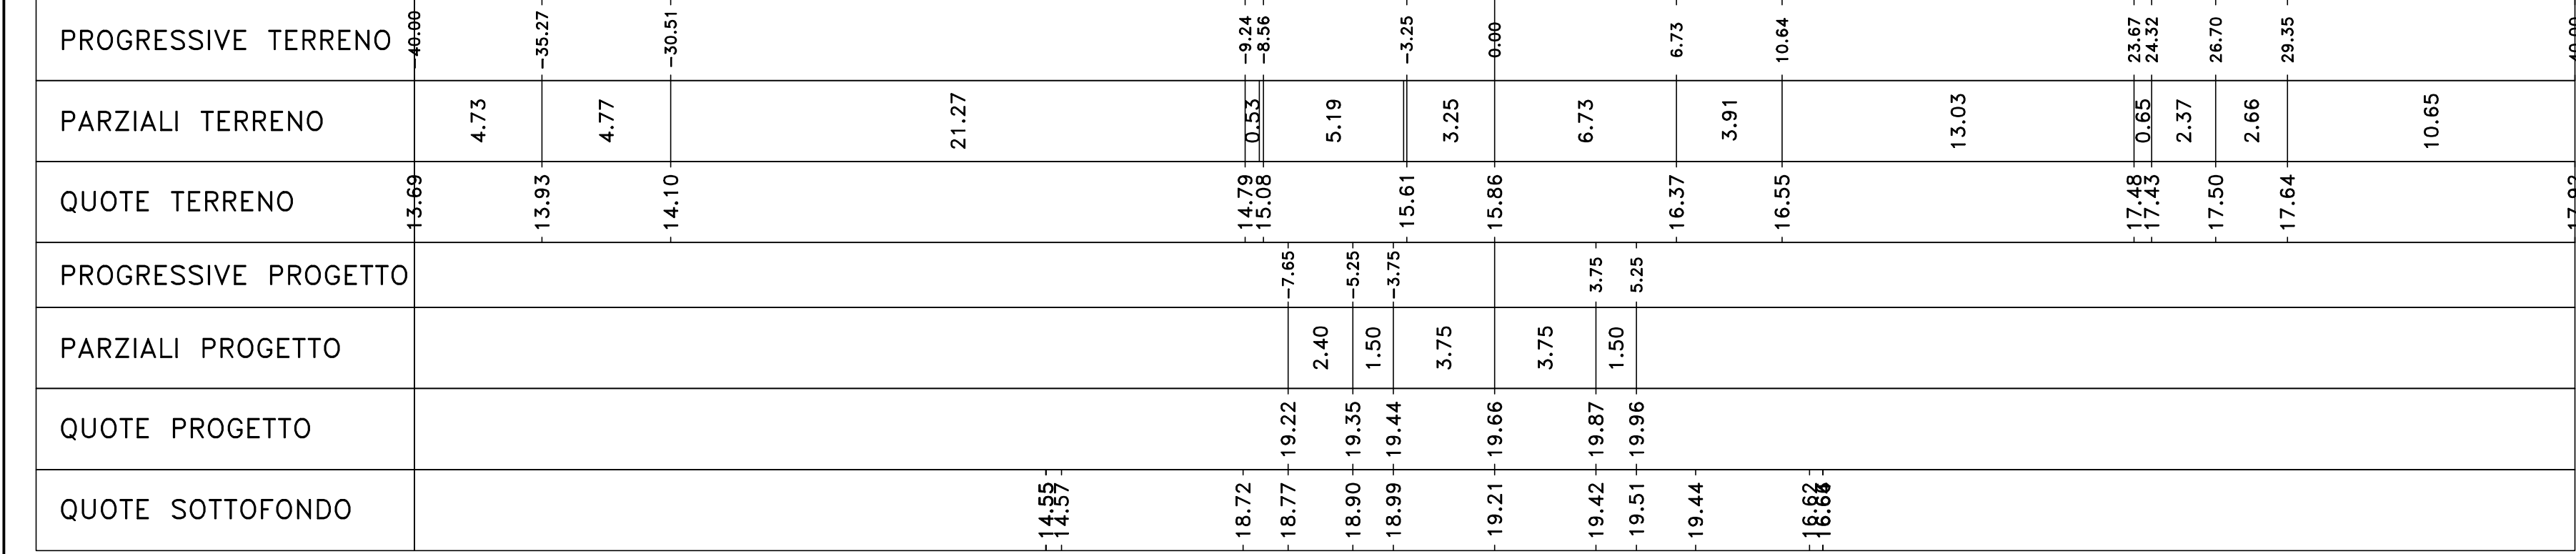 PROGRESSIVE TERRENO -40.00 -35.27 -30.51 -9.24 -8.56 -3.25 0.00 6.73 10.64 23.67 24.32 26.70 29.35
PARZIALI TERRENO 4.73 4.77 21.27 0.53 5.19 3.25 6.73 3.91 13.03 0.65 2.37 2.66 10.65
QUOTE TERRENO 13.69 13.93 14.10 14.79 15.08 15.61 15.86 16.37 16.55 17.48 17.43 17.50 17.64
PROGRESSIVE PROGETTO -7.65 -5.25 -3.75 3.75 5.25
PARZIALI PROGETTO 2.40 1.50 3.75 3.75 1.50
QUOTE PROGETTO 19.22 19.35 19.44 19.66 19.87 19.96
QUOTE SOTTOFONDO 14.55 14.57 18.72 18.77 18.90 18.99 19.21 19.42 19.51 19.44 16.62